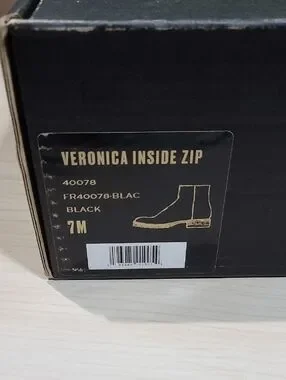 VERONICA INSIDE ZIP
40078
FR40078-BLAC
BLACK
7M